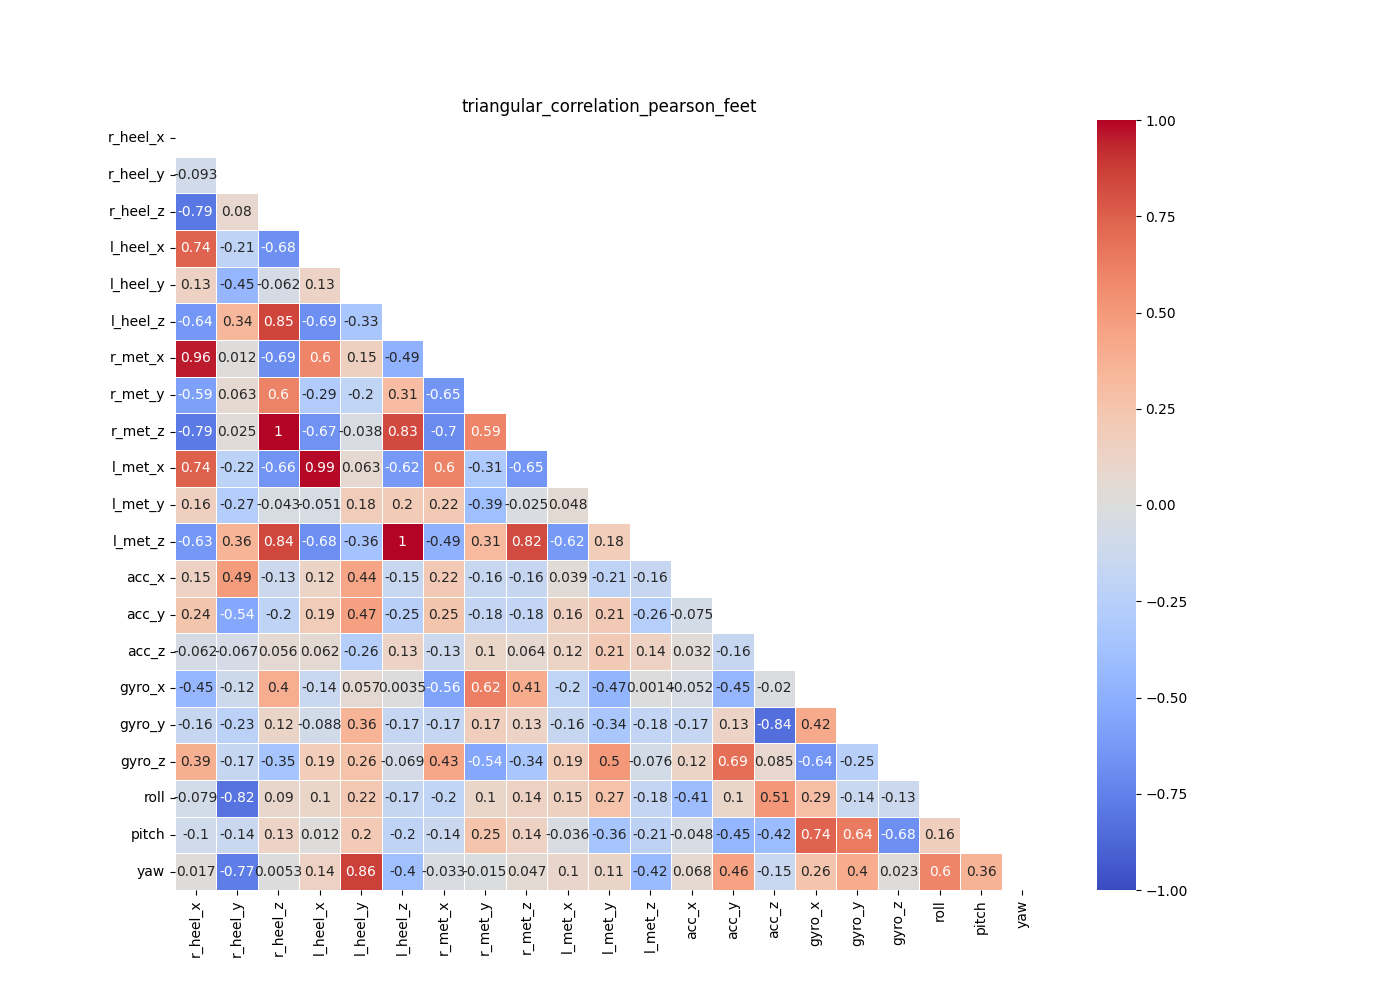 triangular_correlation_pearson_feet
r_heel_x
r_heel_y -0.093
r_heel_z -0.79 0.08
l_heel_x 0.74 -0.21 -0.68
l_heel_y 0.13 -0.45 -0.062 0.13
l_heel_z -0.64 0.34 0.85 -0.69 -0.33
r_met_x 0.96 0.012 -0.69 0.6 0.15 -0.49
r_met_y -0.59 0.063 0.6 -0.29 -0.2 0.31 -0.65
r_met_z -0.79 0.025 1 -0.67 -0.038 0.83 -0.7 0.59
l_met_x 0.74 -0.22 -0.66 0.99 0.063 -0.62 0.6 -0.31 -0.65
l_met_y 0.16 -0.27 -0.043 -0.051 0.18 0.2 0.22 -0.39 -0.025 0.048
l_met_z -0.63 0.36 0.84 -0.68 -0.36 1 -0.49 0.31 0.82 -0.62 0.18
acc_x 0.15 0.49 -0.13 0.12 0.44 -0.15 0.22 -0.16 -0.16 0.039 -0.21 -0.16
acc_y 0.24 -0.54 -0.2 0.19 0.47 -0.25 0.25 -0.18 -0.18 0.16 0.21 -0.26 -0.075
acc_z -0.062 -0.067 0.056 0.062 -0.26 0.13 -0.13 0.1 0.064 0.12 0.21 0.14 0.032 -0.16
gyro_x -0.45 -0.12 0.4 -0.14 0.057 0.0035 -0.56 0.62 0.41 -0.2 -0.47 0.0014 -0.052 -0.45 -0.02
gyro_y -0.16 -0.23 0.12 -0.088 0.36 -0.17 -0.17 0.17 0.13 -0.16 -0.34 -0.18 -0.17 0.13 -0.84 0.42
gyro_z 0.39 -0.17 -0.35 0.19 0.26 -0.069 0.43 -0.54 -0.34 0.19 0.5 -0.076 0.12 0.69 0.085 -0.64 -0.25
roll -0.079 -0.82 0.09 0.1 0.22 -0.17 -0.2 0.1 0.14 0.15 0.27 -0.18 -0.41 0.1 0.51 0.29 -0.14 -0.13
pitch -0.1 -0.14 0.13 0.012 0.2 -0.2 -0.14 0.25 0.14 -0.036 -0.36 -0.21 -0.048 -0.45 -0.42 0.74 0.64 -0.68 0.16
yaw 0.017 -0.77 0.0053 0.14 0.86 -0.4 -0.033 -0.015 0.047 0.1 0.11 -0.42 0.068 0.46 -0.15 0.26 0.4 0.023 0.6 0.36
r_heel_x r_heel_y r_heel_z l_heel_x l_heel_y l_heel_z r_met_x r_met_y r_met_z l_met_x l_met_y l_met_z acc_x acc_y acc_z gyro_x gyro_y gyro_z roll pitch yaw
1.00
0.75
0.50
0.25
0.00
−0.25
−0.50
−0.75
−1.00